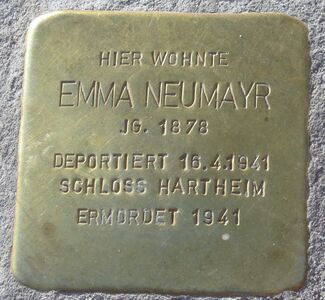 HIER WOHNTE
EMMA NEUMAYR
JG. 1878
DEPORTIERT 16.4.1941
SCHLOSS HARTHEIM
ERMORDET 1941